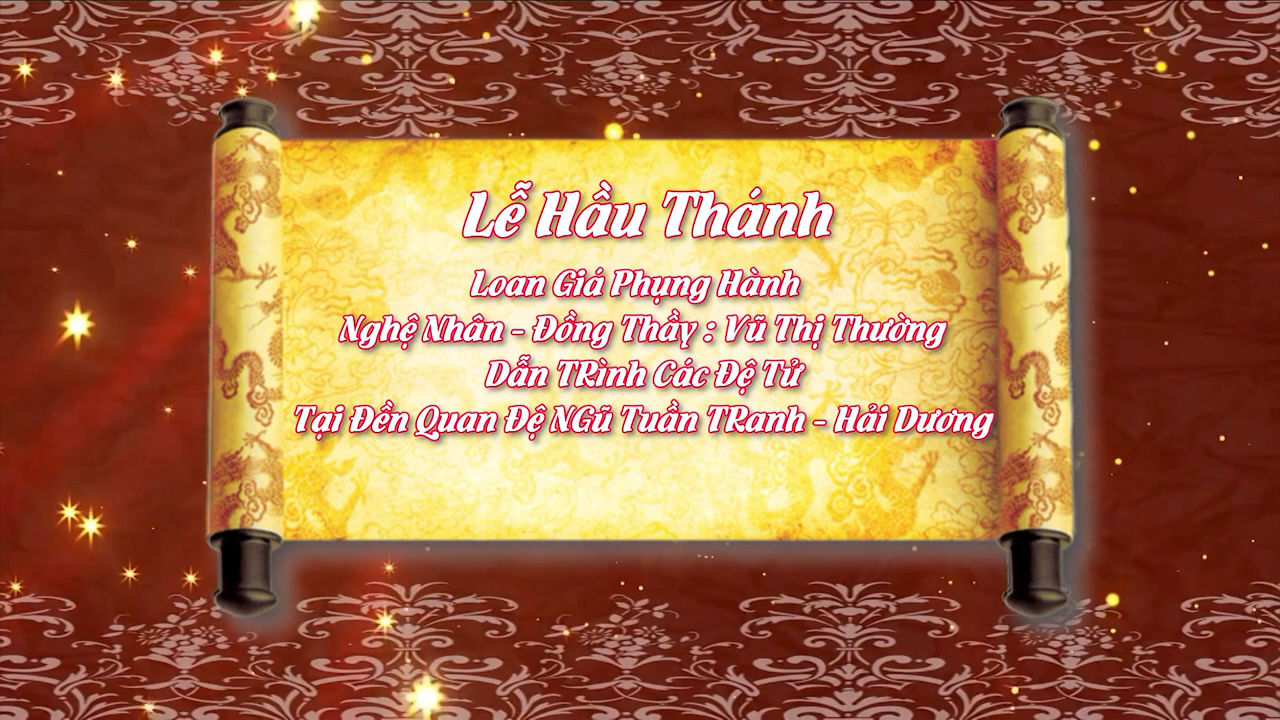 Lễ Hầu Thánh
Loan Giá Phụng Hành
Nghệ Nhân - Đồng Thầy : Vũ Thị Thường
Dẫn TRình Các Đệ Tử
Tại Đền Quan Đệ NGũ Tuần TRanh - Hải Dương